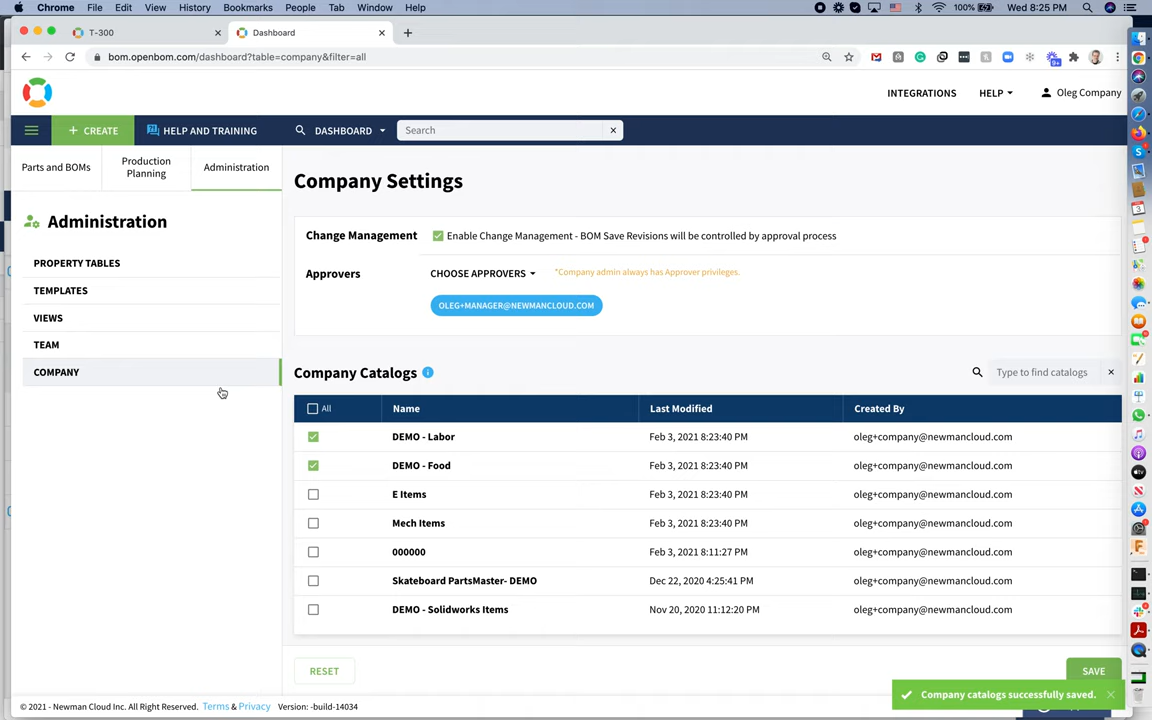 Chrome File Edit View History Bookmarks People Tab Window Help 100% Wed 8:25 PM
T-300 Dashboard
bom.openbom.com/dashboard?table=company&filter=all
INTEGRATIONS HELP Oleg Company
+ CREATE HELP AND TRAINING DASHBOARD Search
Parts and BOMs Production Planning Administration
Administration
PROPERTY TABLES
TEMPLATES
VIEWS
TEAM
COMPANY
Company Settings
Change Management Enable Change Management - BOM Save Revisions will be controlled by approval process
Approvers CHOOSE APPROVERS *Company admin always has Approver privileges.
OLEG+MANAGER@NEWMANCLOUD.COM
Company Catalogs Type to find catalogs
All Name Last Modified Created By
DEMO - Labor Feb 3, 2021 8:23:40 PM oleg+company@newmancloud.com
DEMO - Food Feb 3, 2021 8:23:40 PM oleg+company@newmancloud.com
E Items Feb 3, 2021 8:23:40 PM oleg+company@newmancloud.com
Mech Items Feb 3, 2021 8:23:40 PM oleg+company@newmancloud.com
000000 Feb 3, 2021 8:11:27 PM oleg+company@newmancloud.com
Skateboard PartsMaster- DEMO Dec 22, 2020 4:25:41 PM oleg+company@newmancloud.com
DEMO - Solidworks Items Nov 20, 2020 11:12:20 PM oleg+company@newmancloud.com
RESET SAVE
Company catalogs successfully saved.
© 2021 - Newman Cloud Inc. All Right Reserved. Terms & Privacy Version: -build-14034